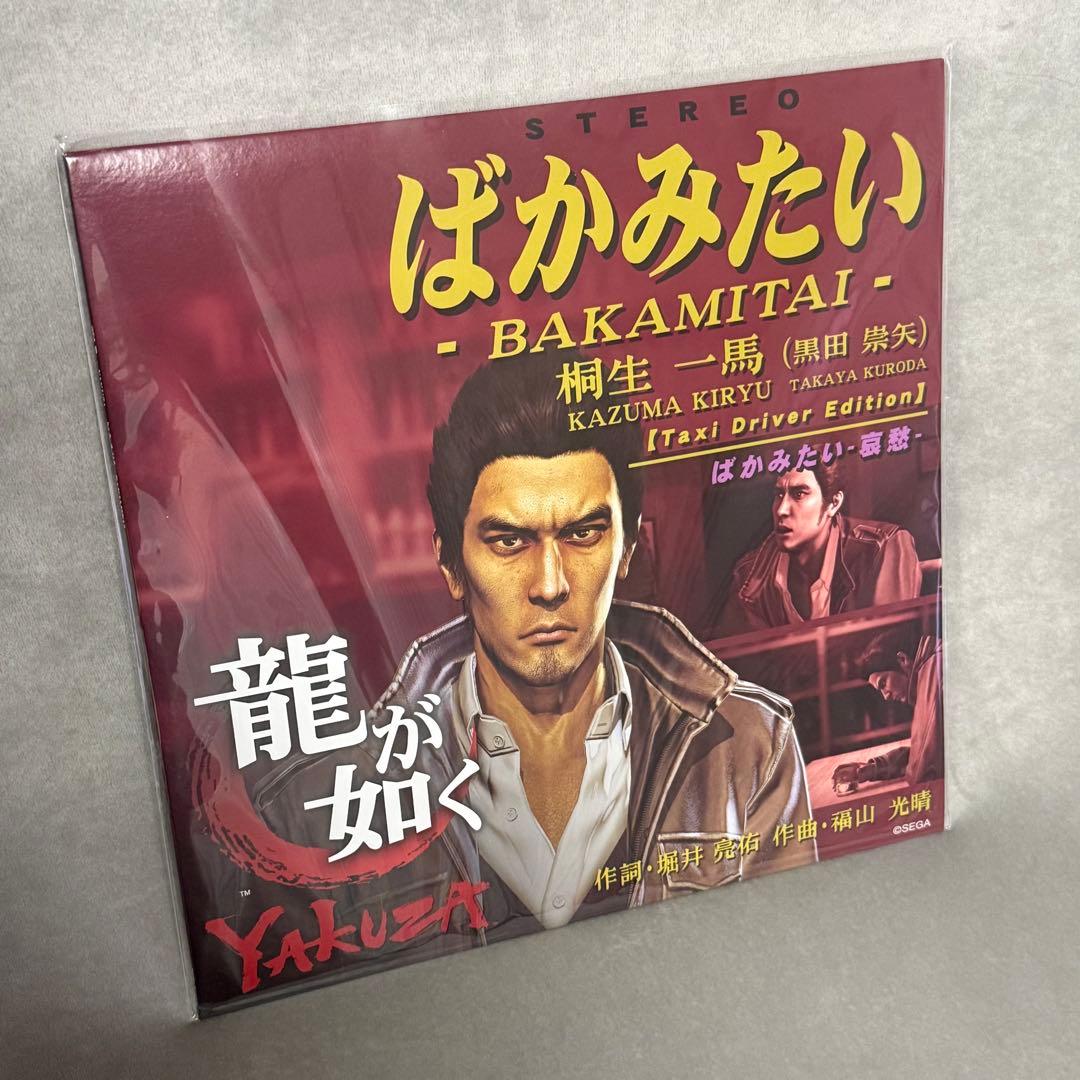 STEREO
ばかみたい
- BAKAMITAI -
桐生 一馬 (黒田 崇矢)
KAZUMA KIRYU TAKAYA KURODA
【Taxi Driver Edition】
ばかみたい-哀愁-
龍が
如く
™
YAKUZA
作詞・堀井 亮佑 作曲・福山 光晴
©SEGA